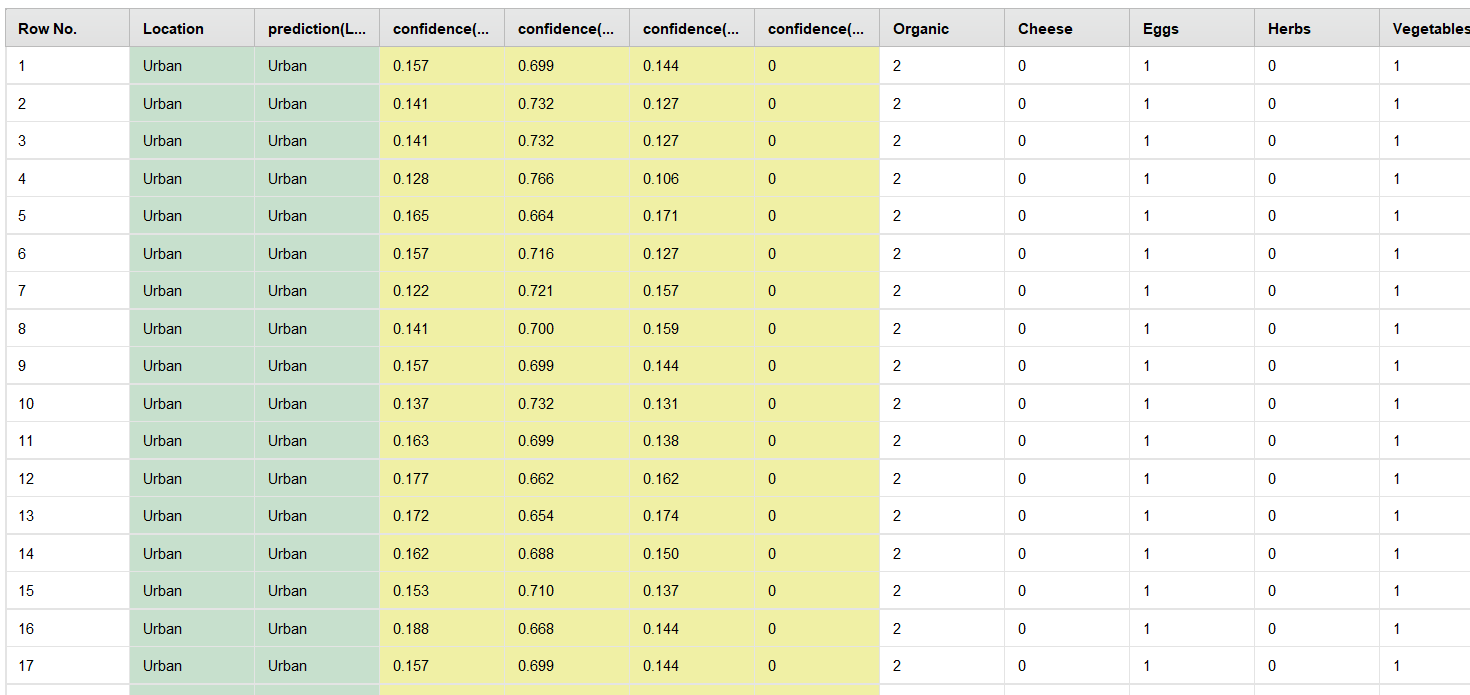 Row No. Location prediction(L... confidence(... confidence(... confidence(... confidence(... Organic Cheese Eggs Herbs Vegetables
1 Urban Urban 0.157 0.699 0.144 0 2 0 1 0 1
2 Urban Urban 0.141 0.732 0.127 0 2 0 1 0 1
3 Urban Urban 0.141 0.732 0.127 0 2 0 1 0 1
4 Urban Urban 0.128 0.766 0.106 0 2 0 1 0 1
5 Urban Urban 0.165 0.664 0.171 0 2 0 1 0 1
6 Urban Urban 0.157 0.716 0.127 0 2 0 1 0 1
7 Urban Urban 0.122 0.721 0.157 0 2 0 1 0 1
8 Urban Urban 0.141 0.700 0.159 0 2 0 1 0 1
9 Urban Urban 0.157 0.699 0.144 0 2 0 1 0 1
10 Urban Urban 0.137 0.732 0.131 0 2 0 1 0 1
11 Urban Urban 0.163 0.699 0.138 0 2 0 1 0 1
12 Urban Urban 0.177 0.662 0.162 0 2 0 1 0 1
13 Urban Urban 0.172 0.654 0.174 0 2 0 1 0 1
14 Urban Urban 0.162 0.688 0.150 0 2 0 1 0 1
15 Urban Urban 0.153 0.710 0.137 0 2 0 1 0 1
16 Urban Urban 0.188 0.668 0.144 0 2 0 1 0 1
17 Urban Urban 0.157 0.699 0.144 0 2 0 1 0 1